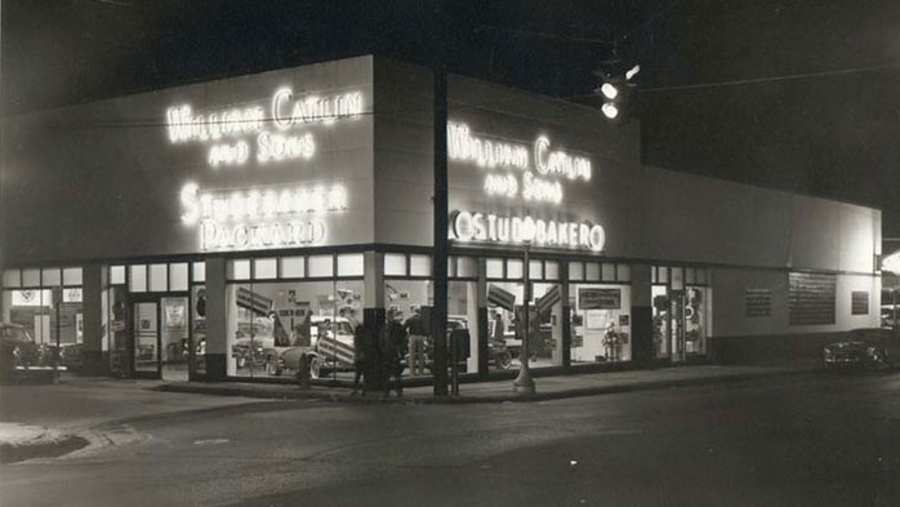 William Catlin
and Sons
Studebaker
Packard
William Catlin
and Sons
STUDEBAKER